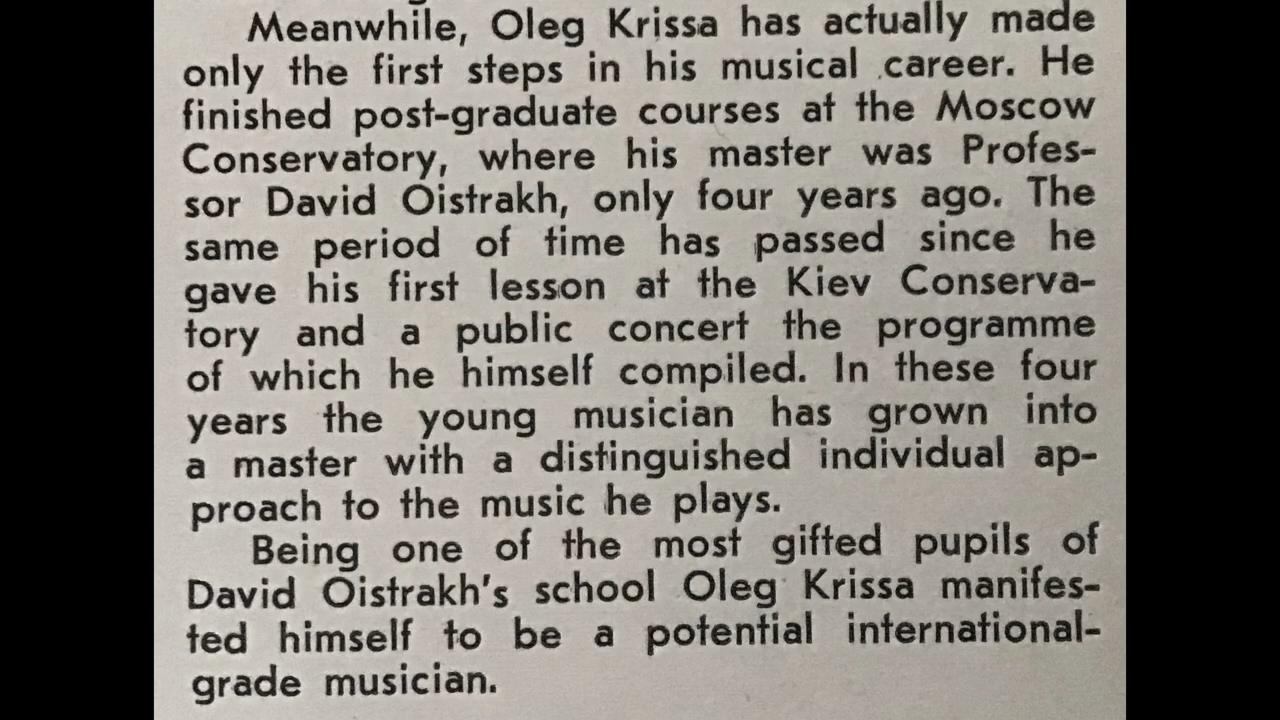 Meanwhile, Oleg Krissa has actually made
only the first steps in his musical career. He
finished post-graduate courses at the Moscow
Conservatory, where his master was Profes-
sor David Oistrakh, only four years ago. The
same period of time has passed since he
gave his first lesson at the Kiev Conserva-
tory and a public concert the programme
of which he himself compiled. In these four
years the young musician has grown into
a master with a distinguished individual ap-
proach to the music he plays.
Being one of the most gifted pupils of
David Oistrakh's school Oleg Krissa manifes-
ted himself to be a potential international-
grade musician.